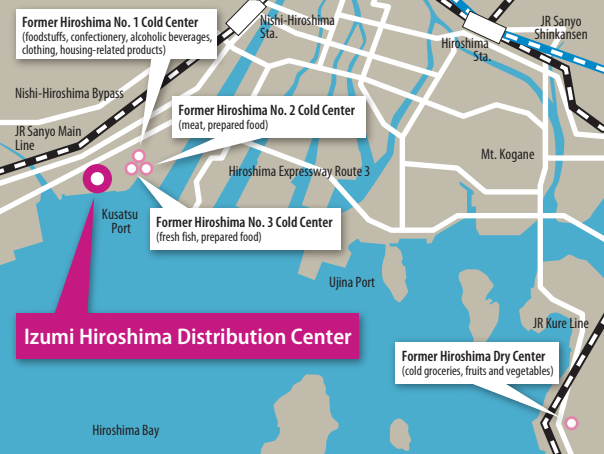 Former Hiroshima No. 1 Cold Center
(foodstuffs, confectionery, alcoholic beverages,
clothing, housing-related products)
Nishi-Hiroshima
Sta.
Hiroshima
Sta.
JR Sanyo
Shinkansen
Nishi-Hiroshima Bypass
JR Sanyo Main
Line
Former Hiroshima No. 2 Cold Center
(meat, prepared food)
Mt. Kogane
Hiroshima Expressway Route 3
Kusatsu
Port
Former Hiroshima No. 3 Cold Center
(fresh fish, prepared food)
Ujina Port
Izumi Hiroshima Distribution Center
JR Kure Line
Former Hiroshima Dry Center
(cold groceries, fruits and vegetables)
Hiroshima Bay